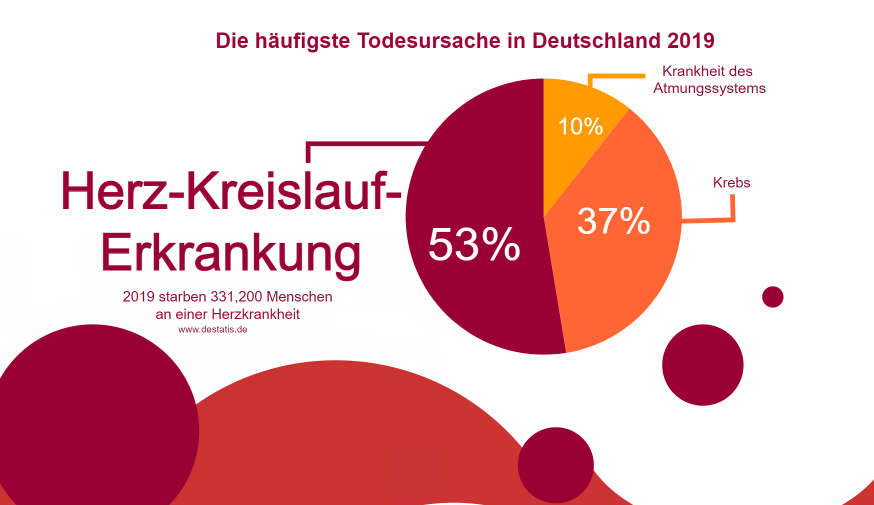 Die häufigste Todesursache in Deutschland 2019
Krankheit des
Atmungssystems
10%
Krebs
37%
53%
Herz-Kreislauf-
Erkrankung
2019 starben 331,200 Menschen
an einer Herzkrankheit
www.destatis.de